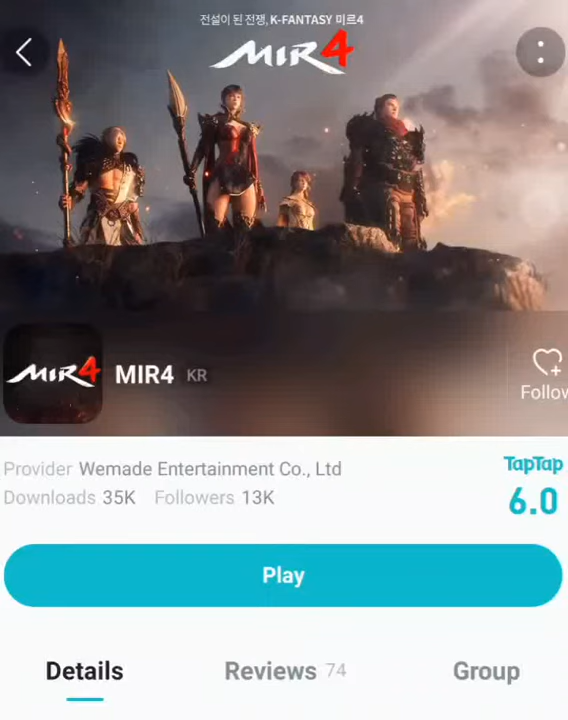 전설이 된 전쟁, K-FANTASY 미르4
MIR4
MIR4
MIR4 KR
Follow
Provider Wemade Entertainment Co., Ltd
TapTap
Downloads 35K Followers 13K
6.0
Play
Details Reviews 74 Group